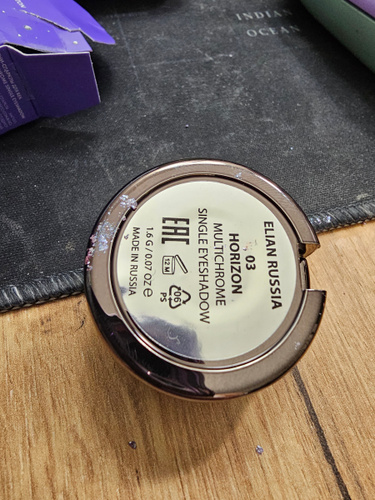 ELIAN RUSSIA
03
HORIZON
MULTICHROME
SINGLE EYESHADOW
EAC
12M
06
PS
1.6 G / 0.07 OZ ℮
MADE IN RUSSIA
INDIAN
OCEAN